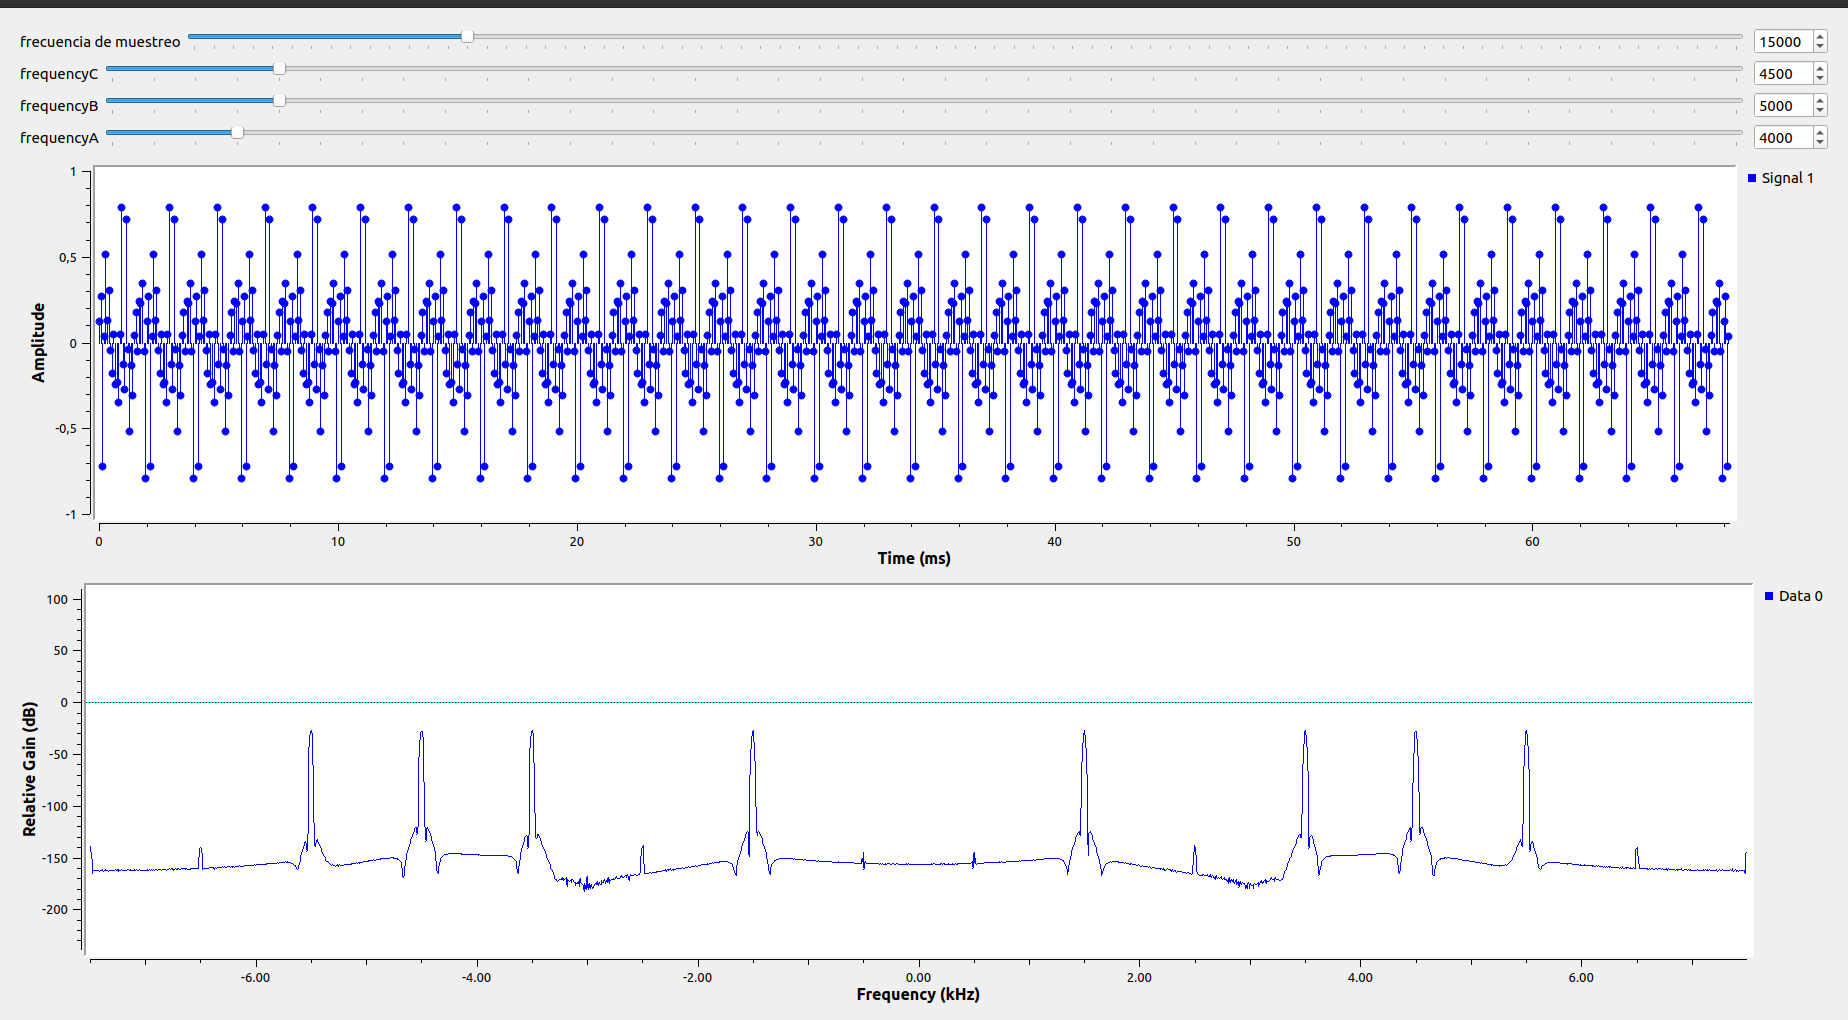 frecuencia de muestreo 15000
frequencyC 4500
frequencyB 5000
frequencyA 4000
Signal 1
1
0,5
0
-0,5
-1
Amplitude
0 10 20 30 40 50 60
Time (ms)
Data 0
100
50
0
-50
-100
-150
-200
Relative Gain (dB)
-6.00 -4.00 -2.00 0.00 2.00 4.00 6.00
Frequency (kHz)